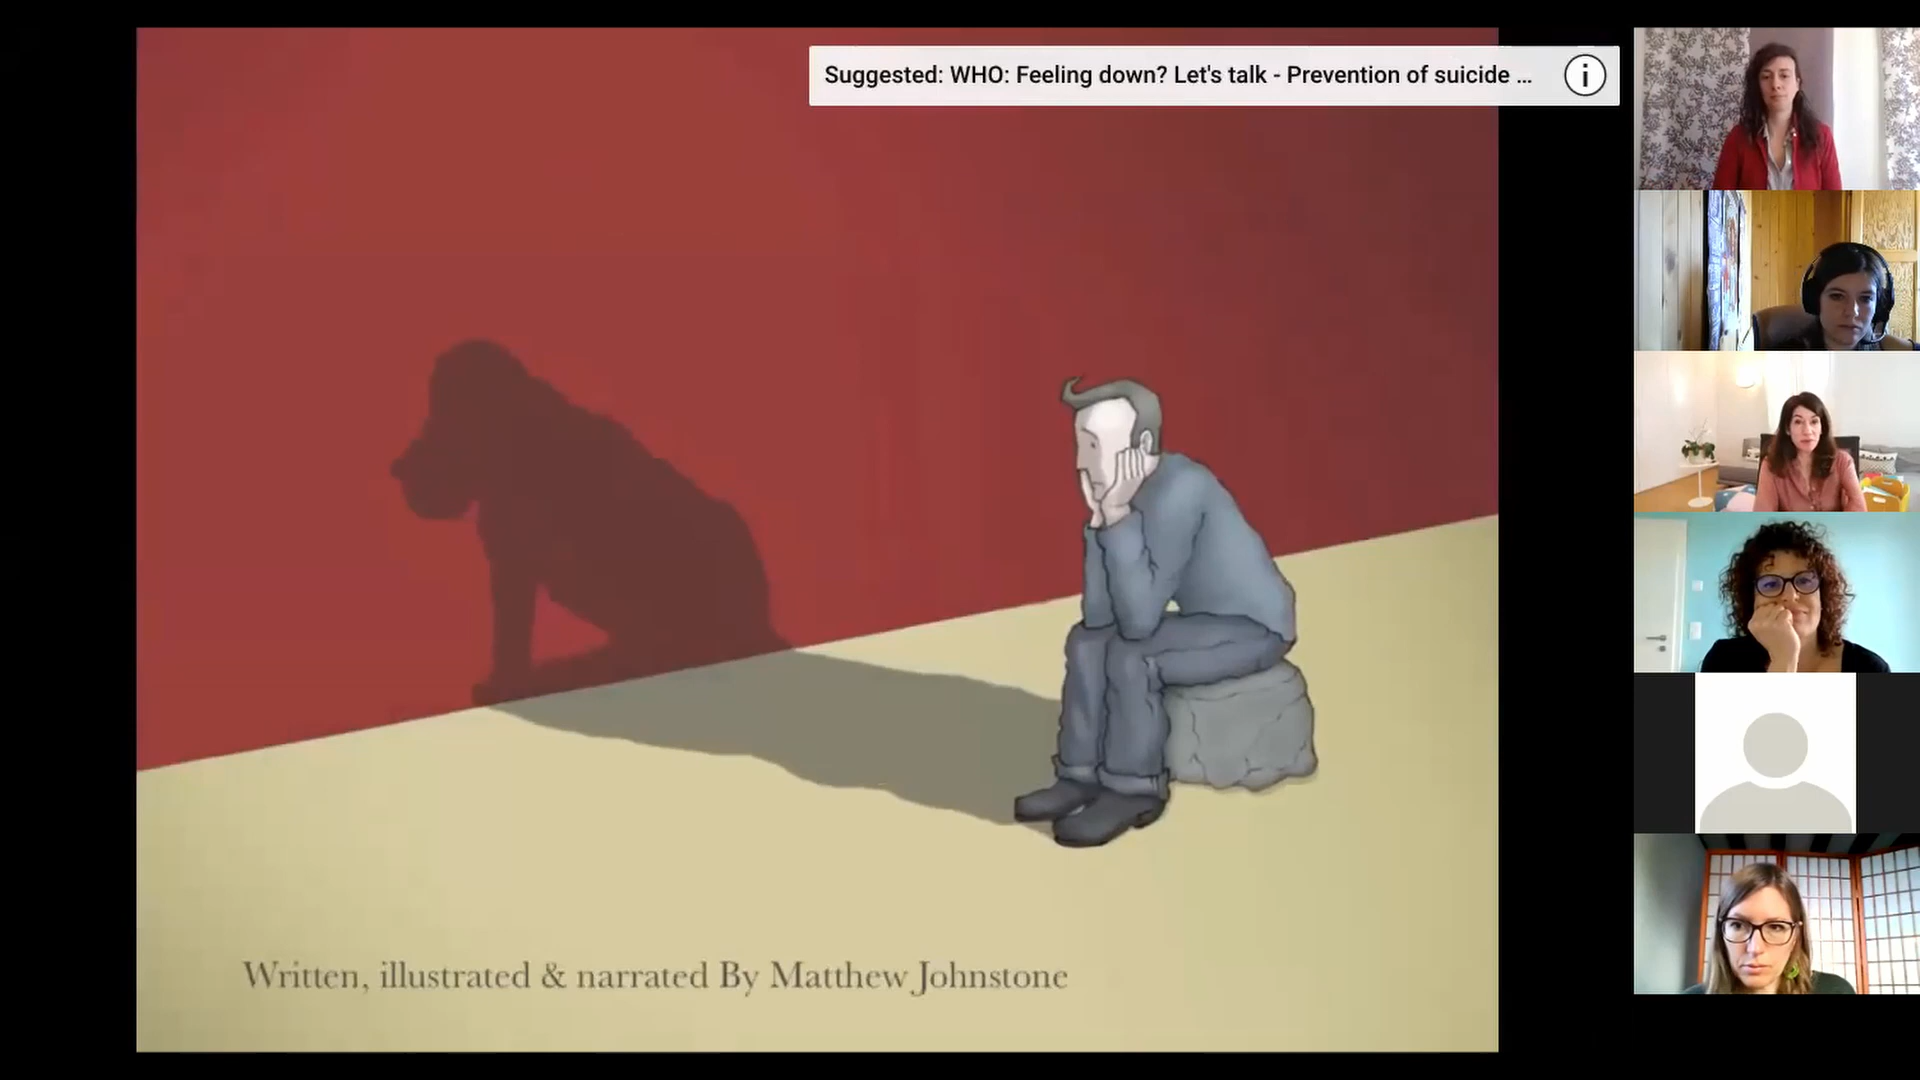 Suggested: WHO: Feeling down? Let's talk - Prevention of suicide ...
Written, illustrated & narrated By Matthew Johnstone